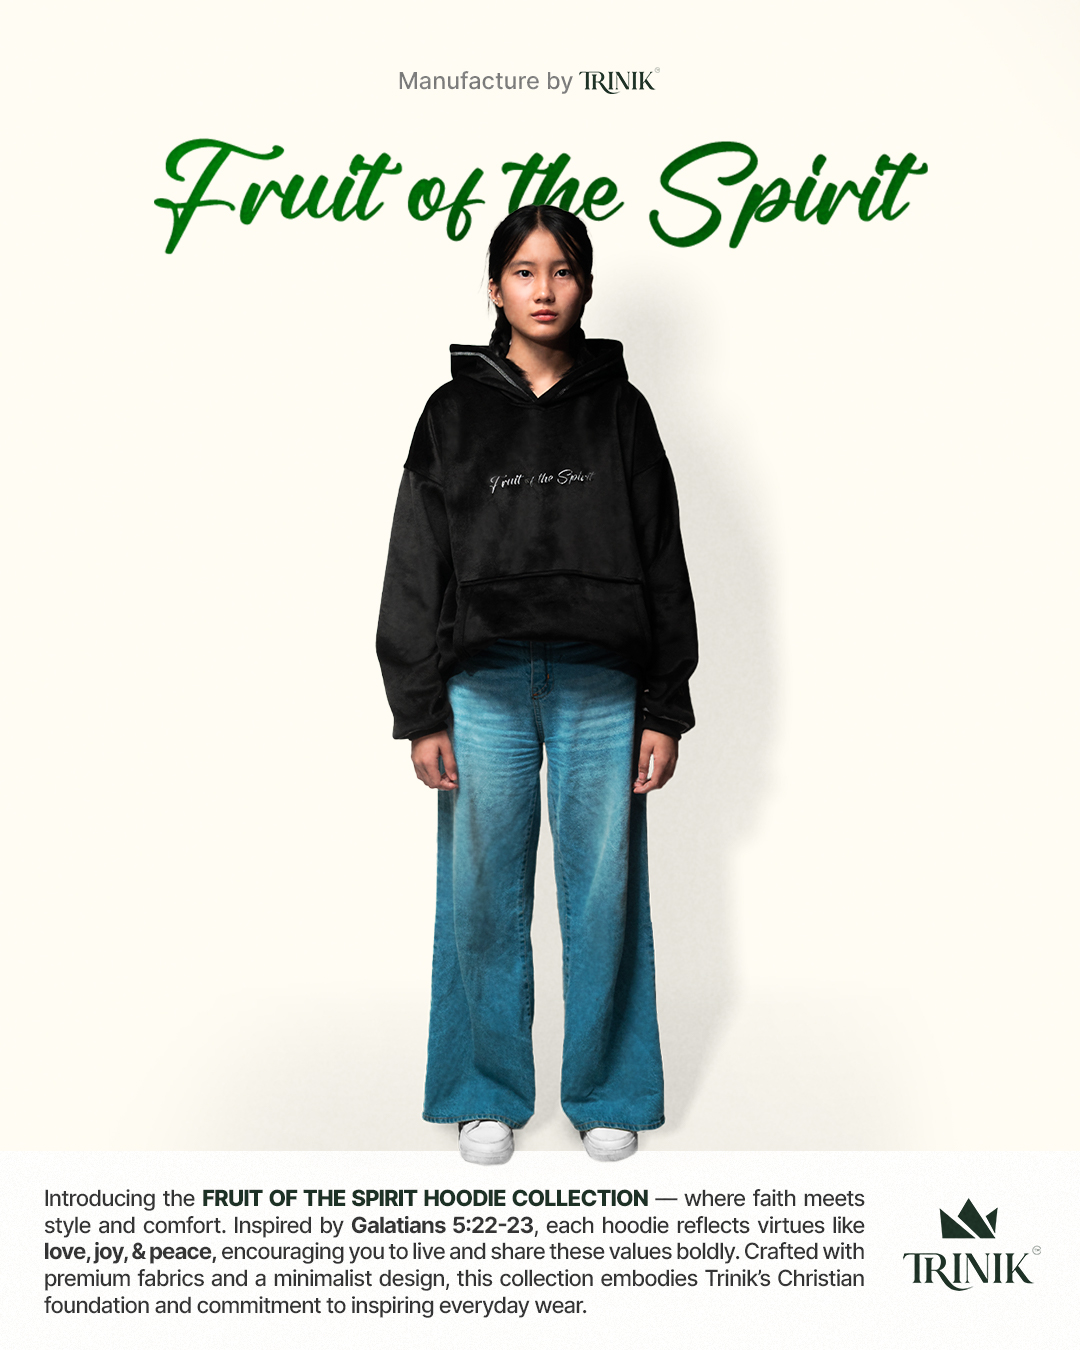 Manufacture by TRINIK
Fruit of the Spirit
Fruit of the Spirit
Introducing the FRUIT OF THE SPIRIT HOODIE COLLECTION — where faith meets
style and comfort. Inspired by Galatians 5:22-23, each hoodie reflects virtues like
love, joy, & peace, encouraging you to live and share these values boldly. Crafted with
premium fabrics and a minimalist design, this collection embodies Trinik's Christian
foundation and commitment to inspiring everyday wear.
TRINIK